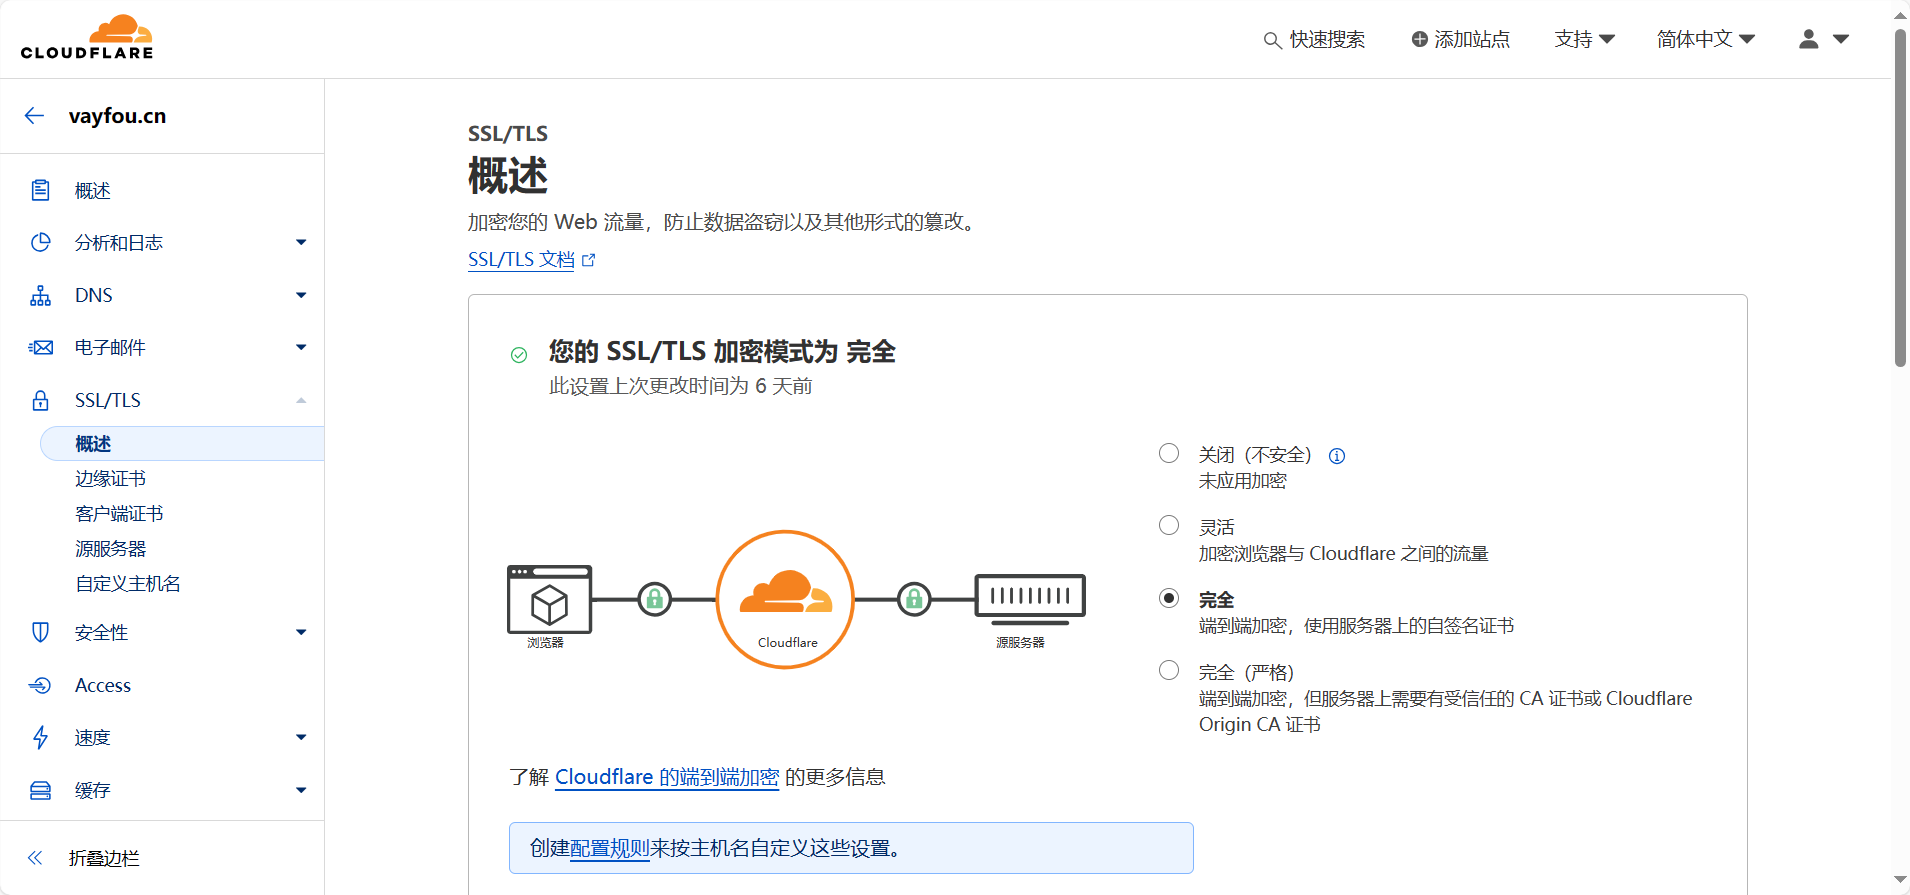 CLOUDFLARE
快速搜索
添加站点
支持
简体中文
vayfou.cn
概述
分析和日志
DNS
电子邮件
SSL/TLS
概述
边缘证书
客户端证书
源服务器
自定义主机名
安全性
Access
速度
缓存
折叠边栏
SSL/TLS
概述
加密您的 Web 流量，防止数据盗窃以及其他形式的篡改。
SSL/TLS 文档
您的 SSL/TLS 加密模式为 完全
此设置上次更改时间为 6 天前
浏览器
Cloudflare
源服务器
关闭（不安全）
未应用加密
灵活
加密浏览器与 Cloudflare 之间的流量
完全
端到端加密，使用服务器上的自签名证书
完全（严格）
端到端加密，但服务器上需要有受信任的 CA 证书或 Cloudflare
Origin CA 证书
了解 Cloudflare 的端到端加密 的更多信息
创建配置规则来按主机名自定义这些设置。